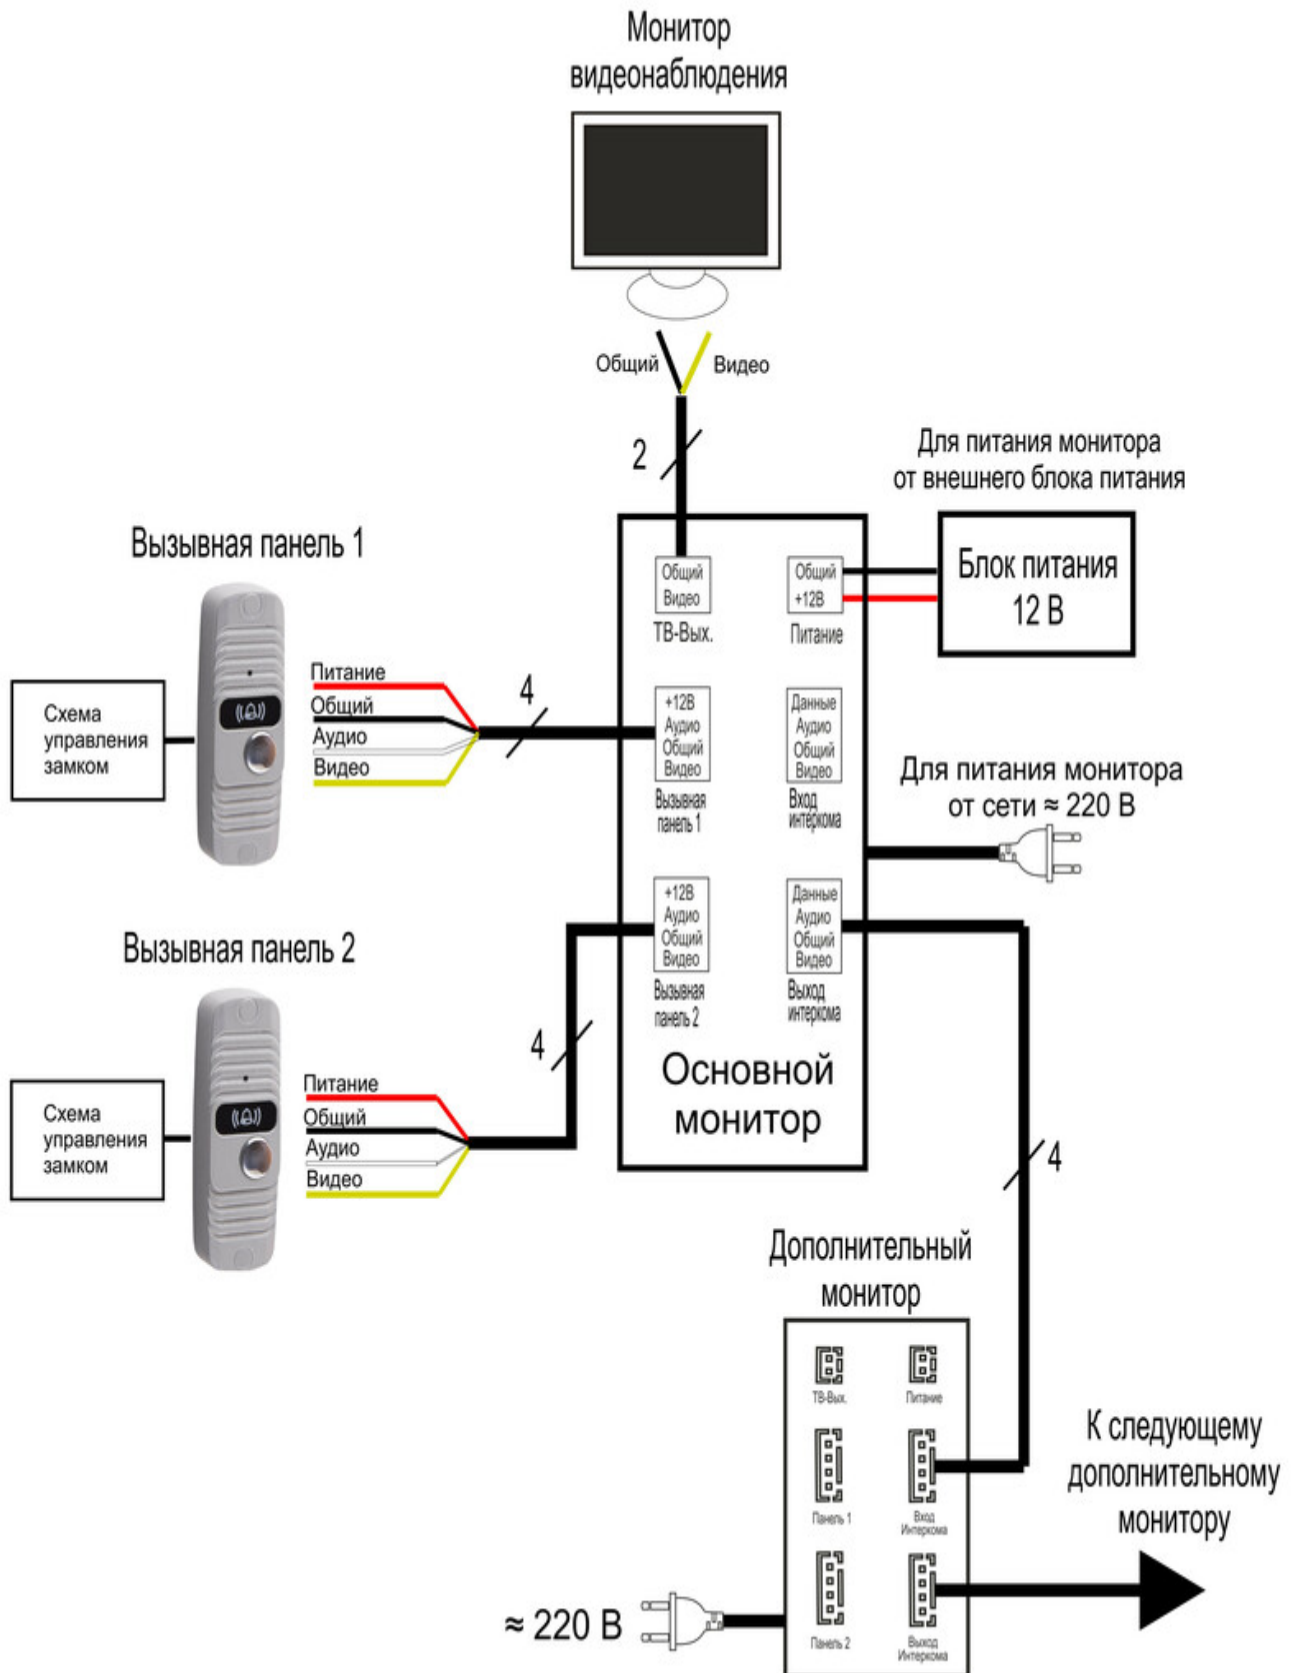 Монитор
видеонаблюдения
Общий
Видео
2
Для питания монитора
от внешнего блока питания
Блок питания
12 В
Общий
Видео
ТВ-Вых.
Общий
+12В
Питание
Вызывная панель 1
Схема
управления
замком
Питание
Общий
Аудио
Видео
4
+12В
Аудио
Общий
Видео
Вызывная
панель 1
Данные
Аудио
Общий
Видео
Вход
интеркома
Для питания монитора
от сети ≈ 220 В
Вызывная панель 2
Схема
управления
замком
Питание
Общий
Аудио
Видео
4
+12В
Аудио
Общий
Видео
Вызывная
панель 2
Данные
Аудио
Общий
Видео
Выход
интеркома
Основной
монитор
4
Дополнительный
монитор
ТВ-Вых.
Питание
Панель 1
Вход
Интеркома
Панель 2
Выход
Интеркома
≈ 220 В
К следующему
дополнительному
монитору